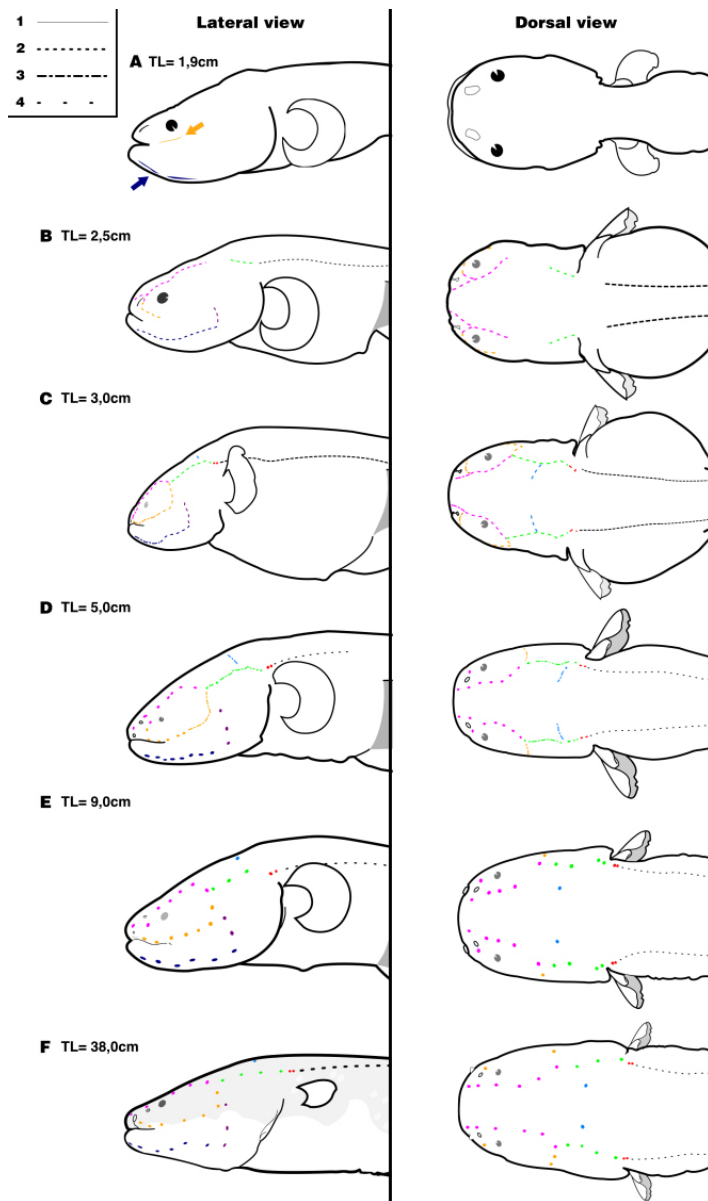 Lateral view
Dorsal view
1
2
3
4
A TL= 1,9cm
B TL= 2,5cm
C TL= 3,0cm
D TL= 5,0cm
E TL= 9,0cm
F TL= 38,0cm